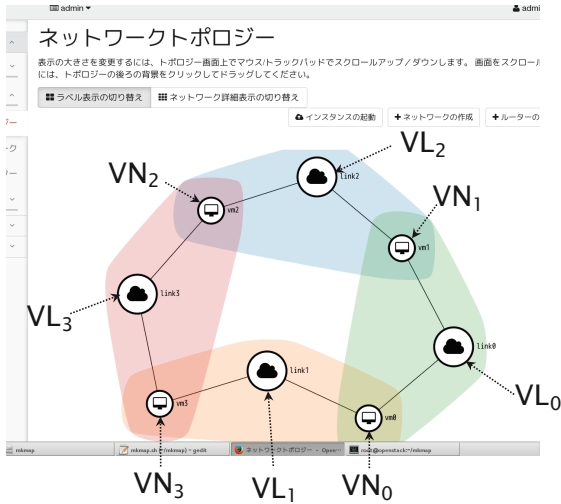 admin
admi
ネットワークトポロジー
表示の大きさを変更するには、トポロジー画面上でマウス/トラックパッドでスクロールアップ／ダウンします。 画面をスクロール
には、トポロジーの後ろの背景をクリックしてドラッグしてください。
ラベル表示の切り替え ネットワーク詳細表示の切り替え
インスタンスの起動 +ネットワークの作成 +ルーターの
VL2
VN2
link2
VN1
vm2
vm1
link3
VL3
link0
link1
VL0
vm3
vm0
mkmap
mkmap.sh (~/mkmap) - gedit
ネットワークトポロジー - Open…
root@openstack:~/mkmap
VN3
VL1
VN0